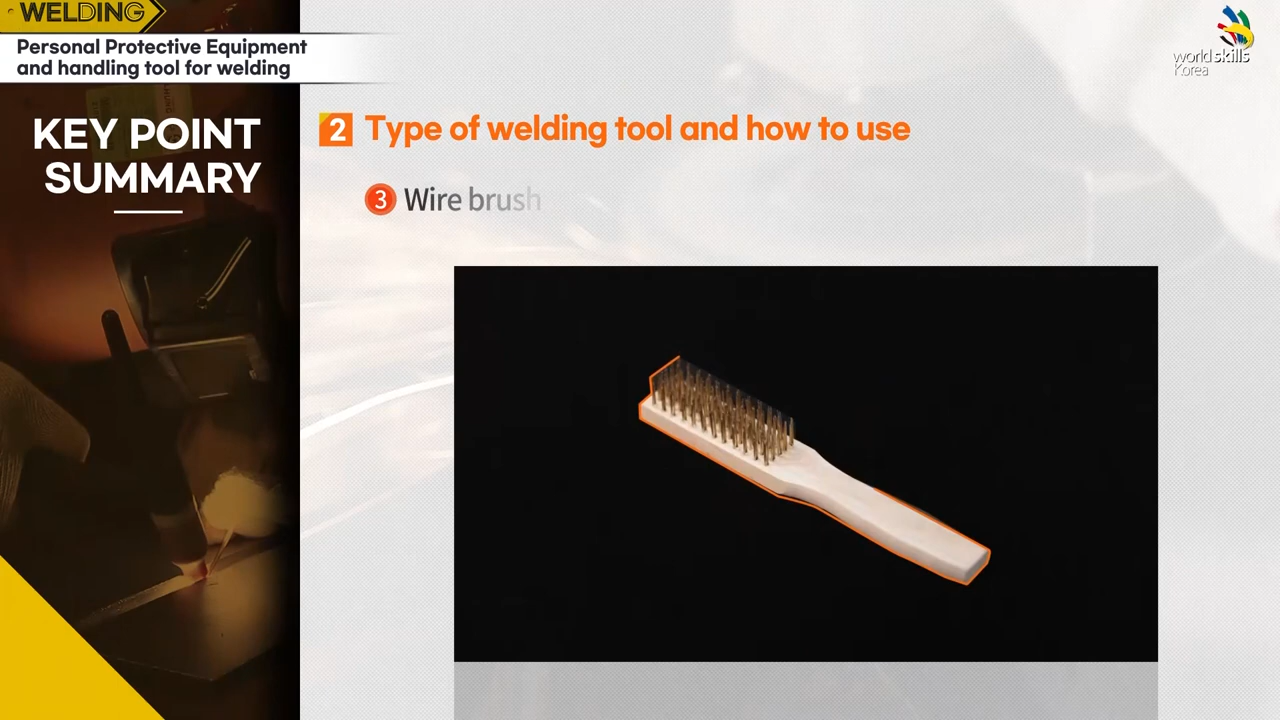 WELDING
Personal Protective Equipment
and handling tool for welding
world skills
Korea
KEY POINT
SUMMARY
2 Type of welding tool and how to use
3 Wire brush